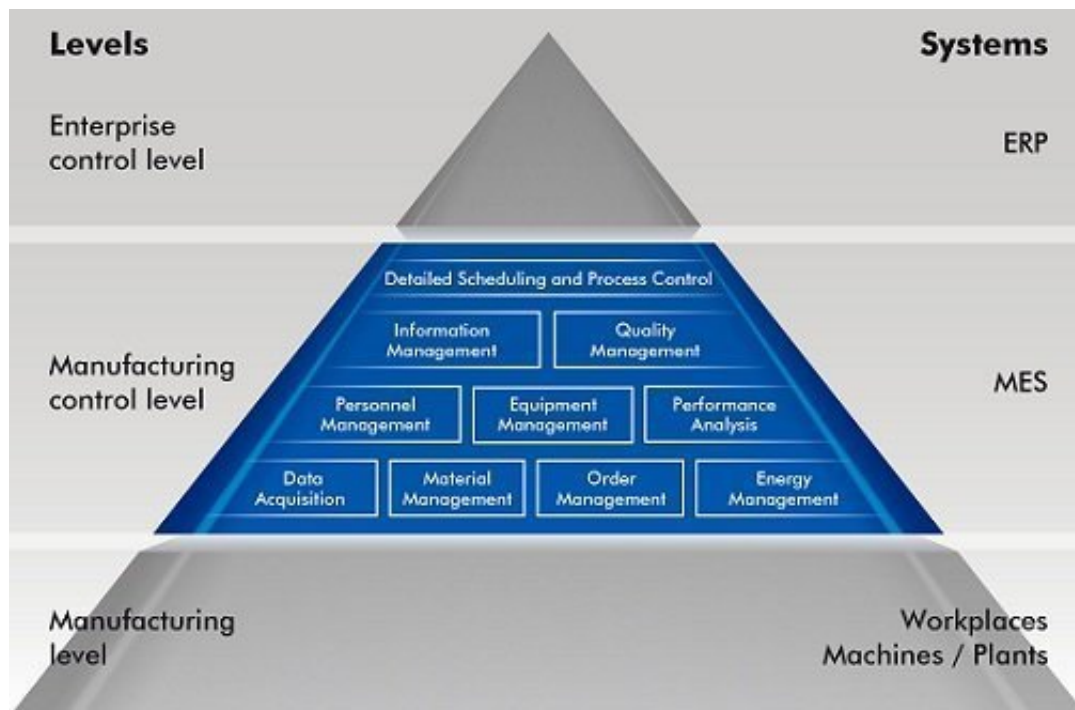 Levels
Systems
Enterprise
control level
ERP
Detailed Scheduling and Process Control
Information
Management
Quality
Management
Manufacturing
control level
MES
Personnel
Management
Equipment
Management
Performance
Analysis
Data
Acquisition
Material
Management
Order
Management
Energy
Management
Manufacturing
level
Workplaces
Machines / Plants